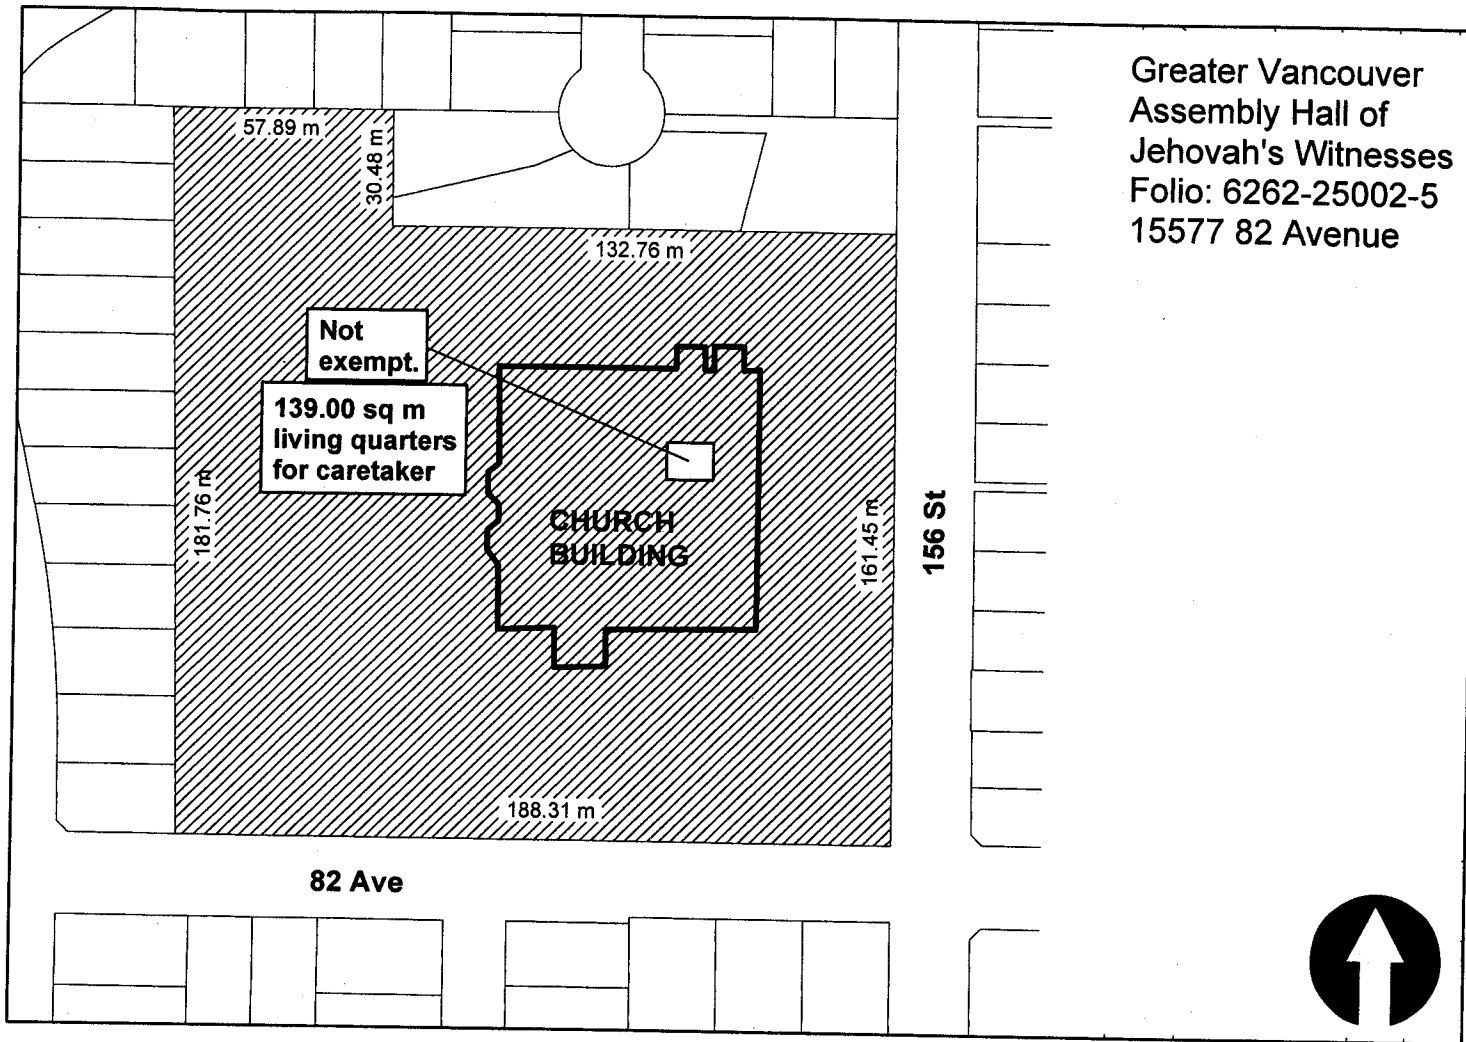 Greater Vancouver
Assembly Hall of
Jehovah's Witnesses
Folio: 6262-25002-5
15577 82 Avenue
57.89 m
30.48 m
132.76 m
Not
exempt.
139.00 sq m
living quarters
for caretaker
181.76 m
CHURCH
BUILDING
161.45 m
156 St
188.31 m
82 Ave